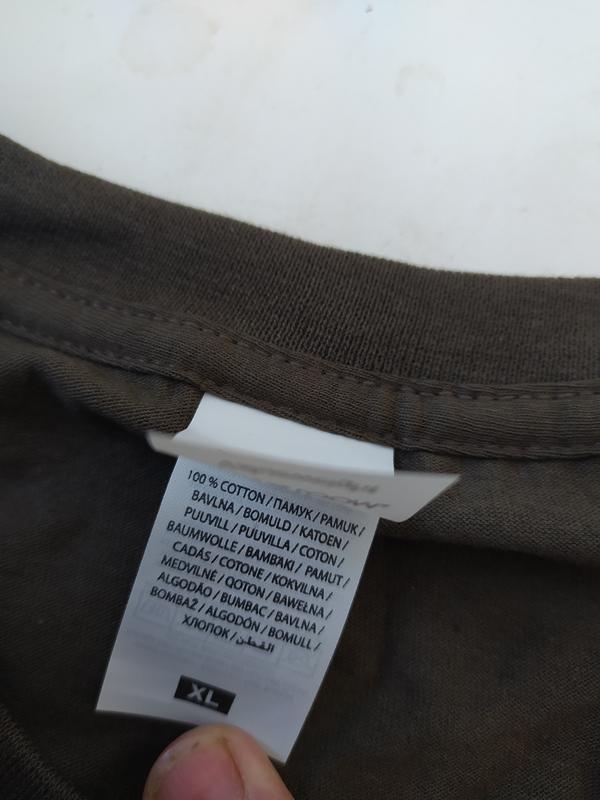 100 % COTTON / ПАМУК / PAMUK /
BAVLNA / BOMULD / KATOEN /
PUUVILL / PUUVILLA / COTON /
BAUMWOLLE / BAMBAKI / PAMUT /
CADÁS / COTONE / KOKVILNA /
MEDVILNĖ / QOTON / BAWEŁNA /
ALGODÃO / BUMBAC / BAVLNA /
BOMBAŽ / ALGODÓN / BOMULL /
ХЛОПОК / القطن
XL